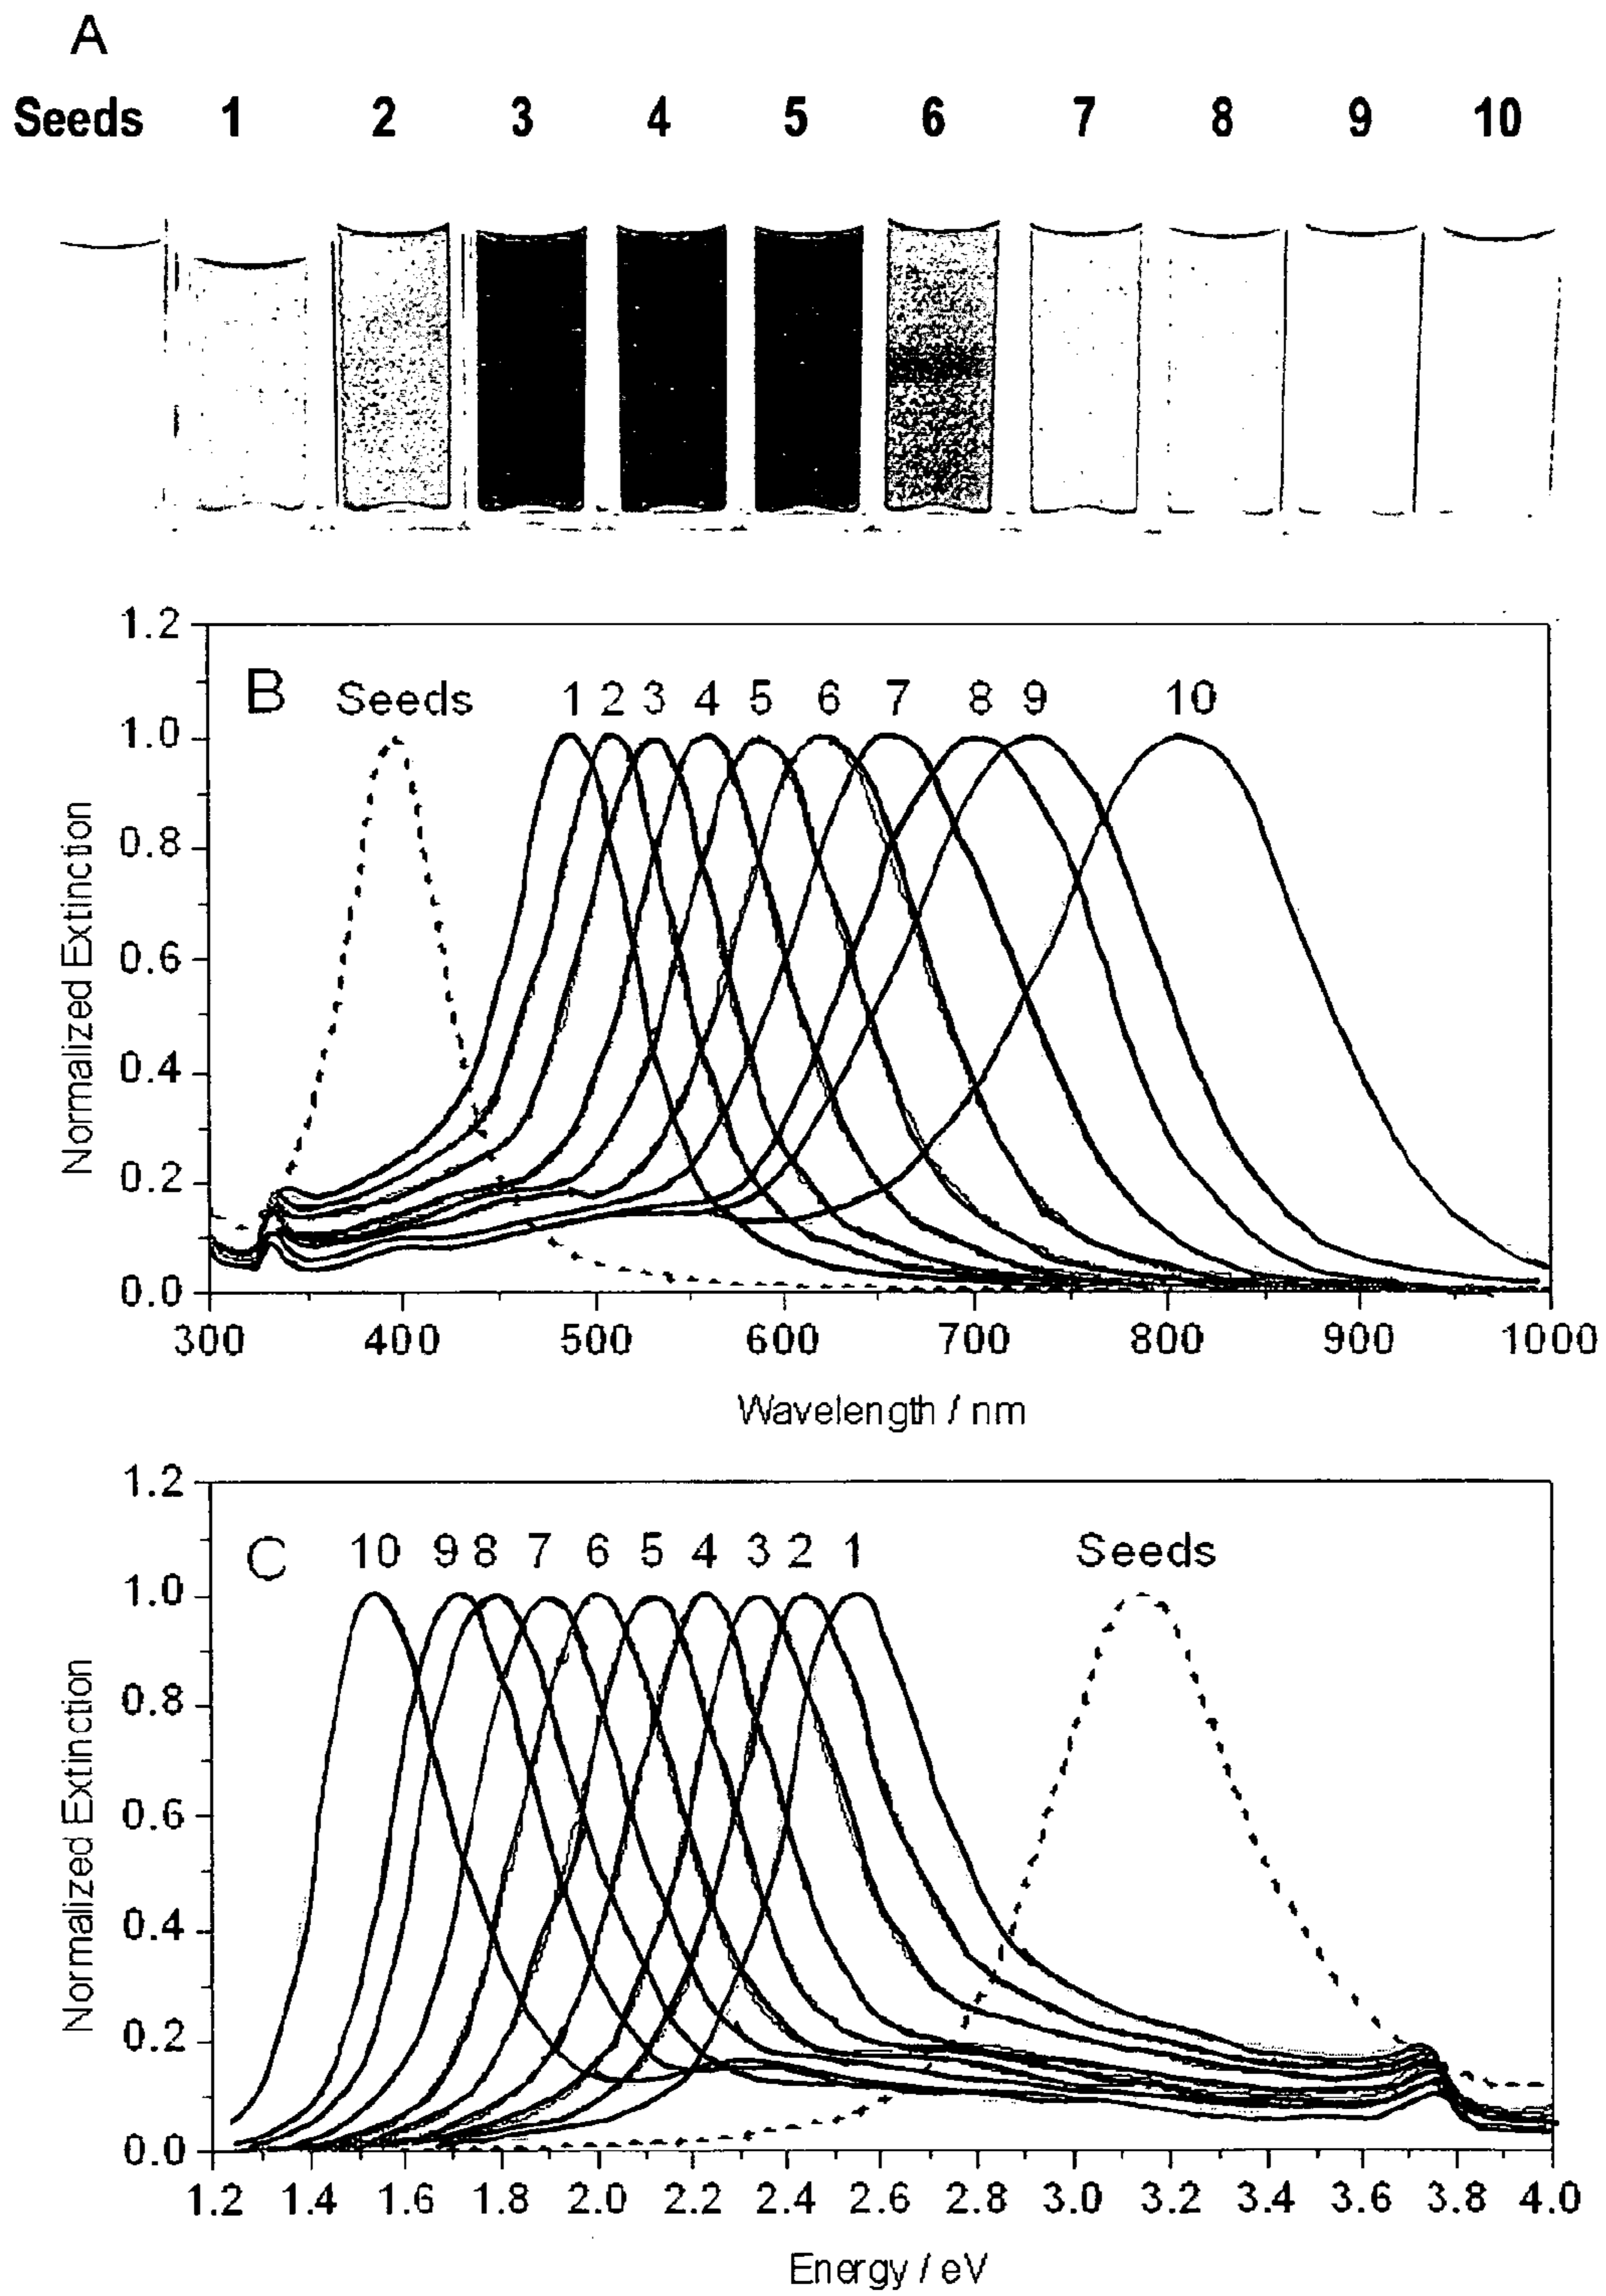 A
Seeds 1 2 3 4 5 6 7 8 9 10
1.2
B Seeds 1 2 3 4 5 6 7 8 9 10
1.0
0.8
0.6
0.4
0.2
0.0
Normalized Extinction
300 400 500 600 700 800 900 1000
Wavelength / nm
1.2
C 10 9 8 7 6 5 4 3 2 1 Seeds
1.0
0.8
0.6
0.4
0.2
0.0
Normalized Extinction
1.2 1.4 1.6 1.8 2.0 2.2 2.4 2.6 2.8 3.0 3.2 3.4 3.6 3.8 4.0
Energy / eV